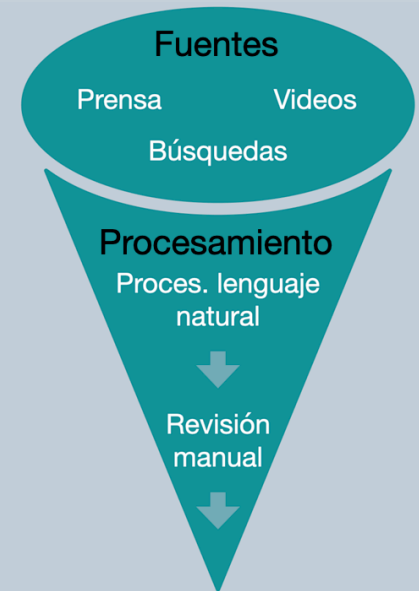 Fuentes
Prensa Videos
Búsquedas
Procesamiento
Proces. lenguaje
natural
Revisión
manual